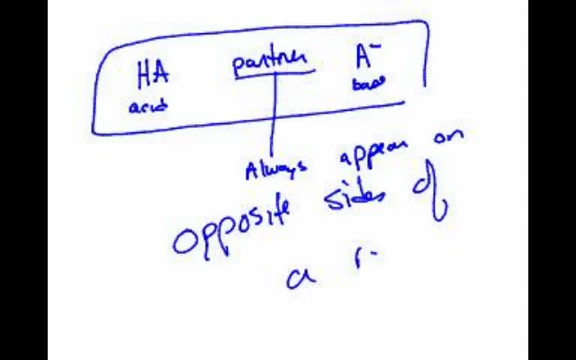 HA partner A⁻
acid base
Always appear on
opposite sides of
a r